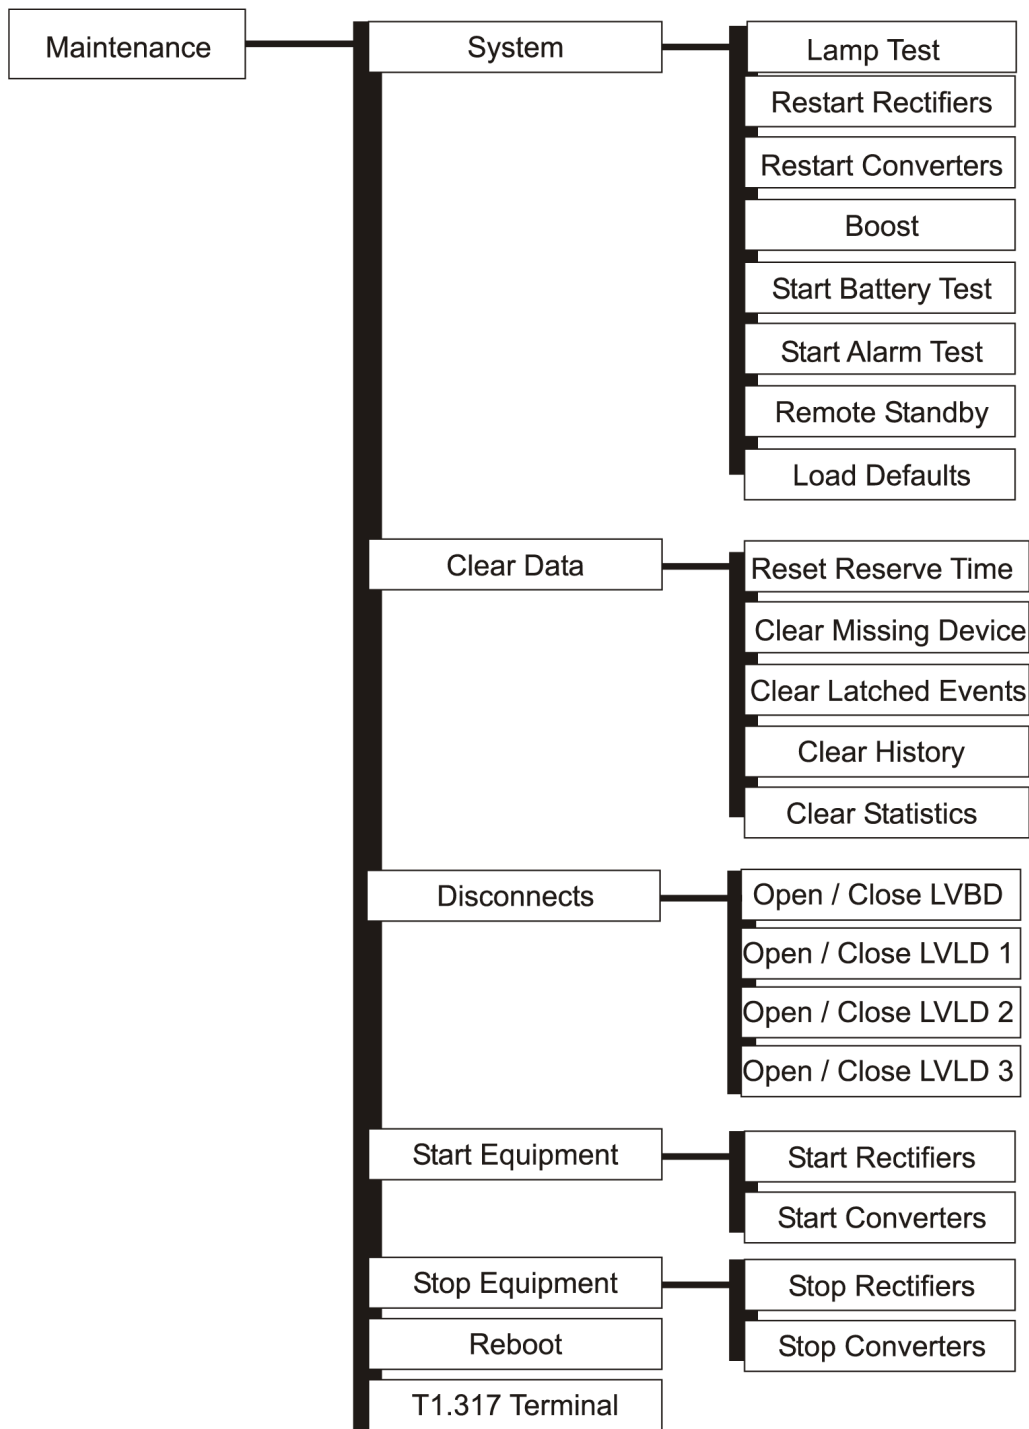 Maintenance
System
Lamp Test
Restart Rectifiers
Restart Converters
Boost
Start Battery Test
Start Alarm Test
Remote Standby
Load Defaults
Clear Data
Reset Reserve Time
Clear Missing Device
Clear Latched Events
Clear History
Clear Statistics
Disconnects
Open / Close LVBD
Open / Close LVLD 1
Open / Close LVLD 2
Open / Close LVLD 3
Start Equipment
Start Rectifiers
Start Converters
Stop Equipment
Stop Rectifiers
Stop Converters
Reboot
T1.317 Terminal